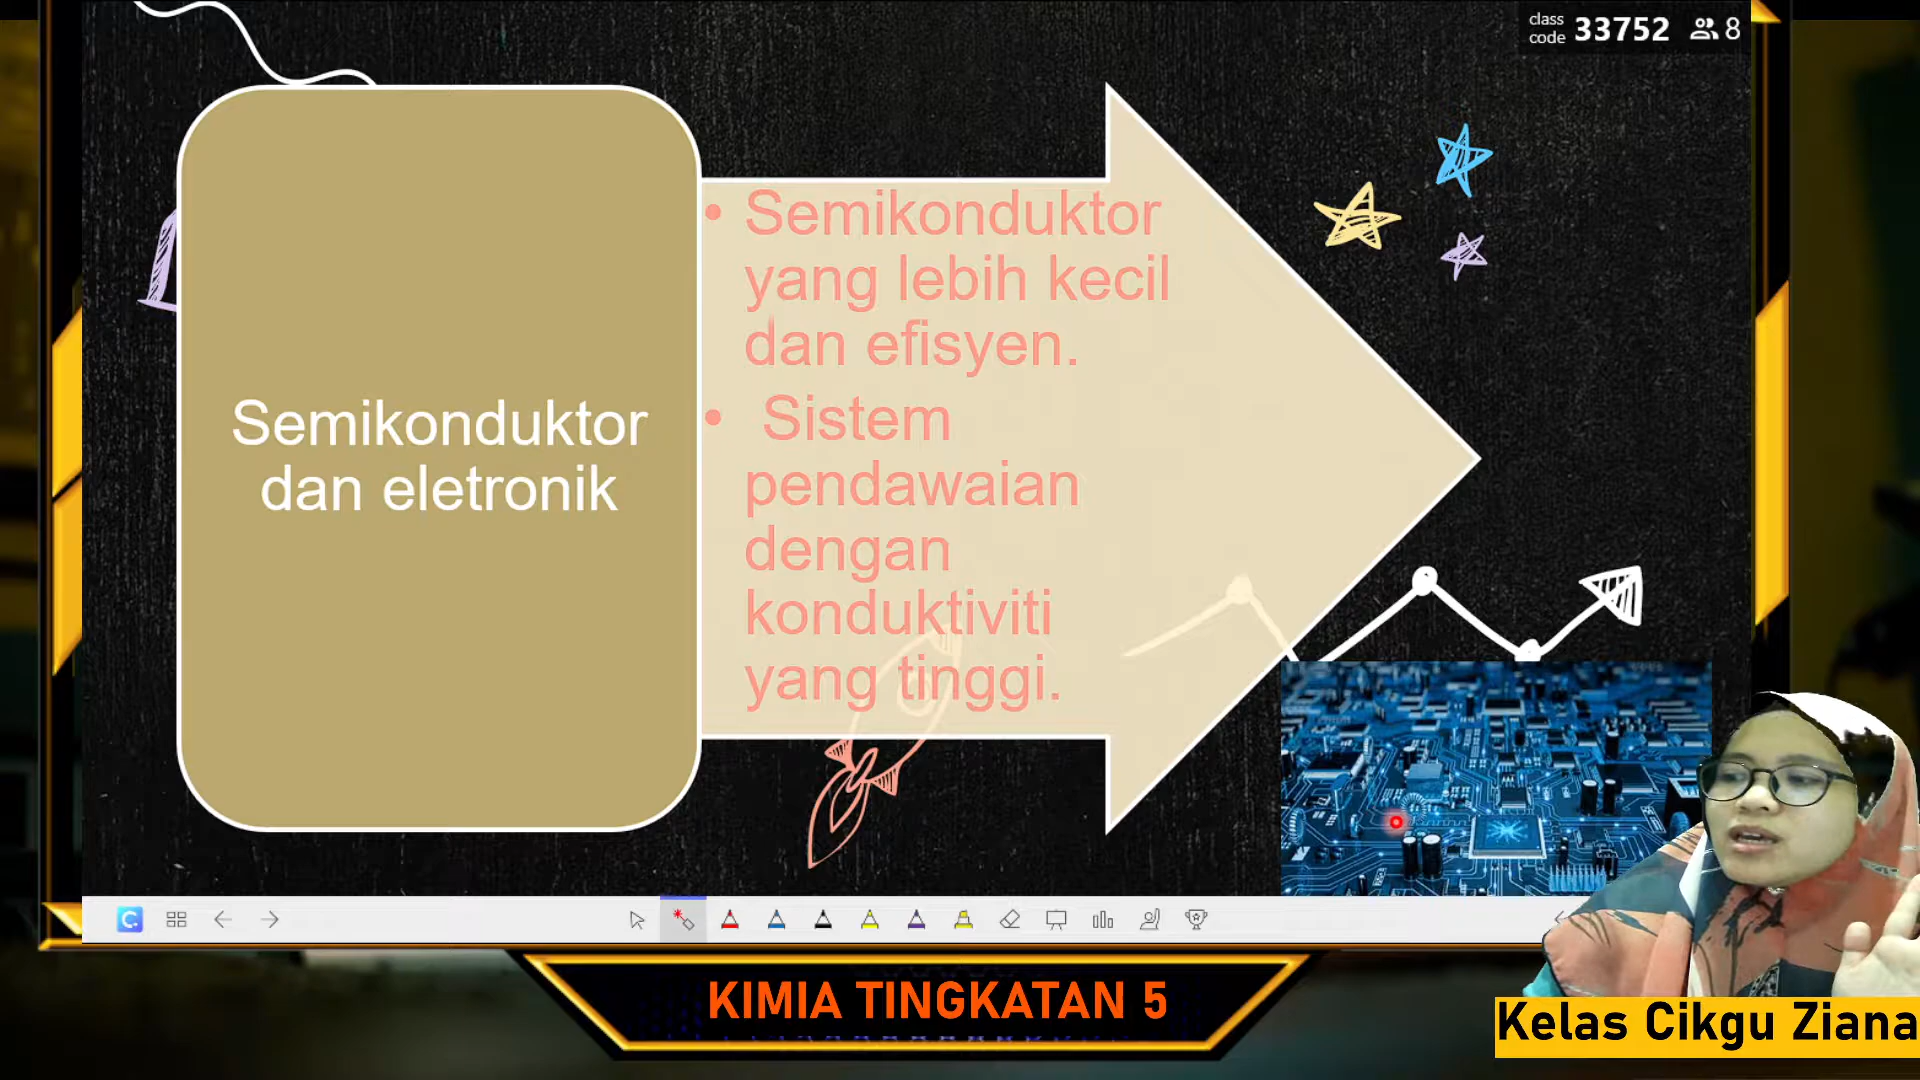 class
code 33752 8
Semikonduktor
dan eletronik
• Semikonduktor
yang lebih kecil
dan efisyen.
• Sistem
pendawaian
dengan
konduktiviti
yang tinggi.
KIMIA TINGKATAN 5
Kelas Cikgu Ziana